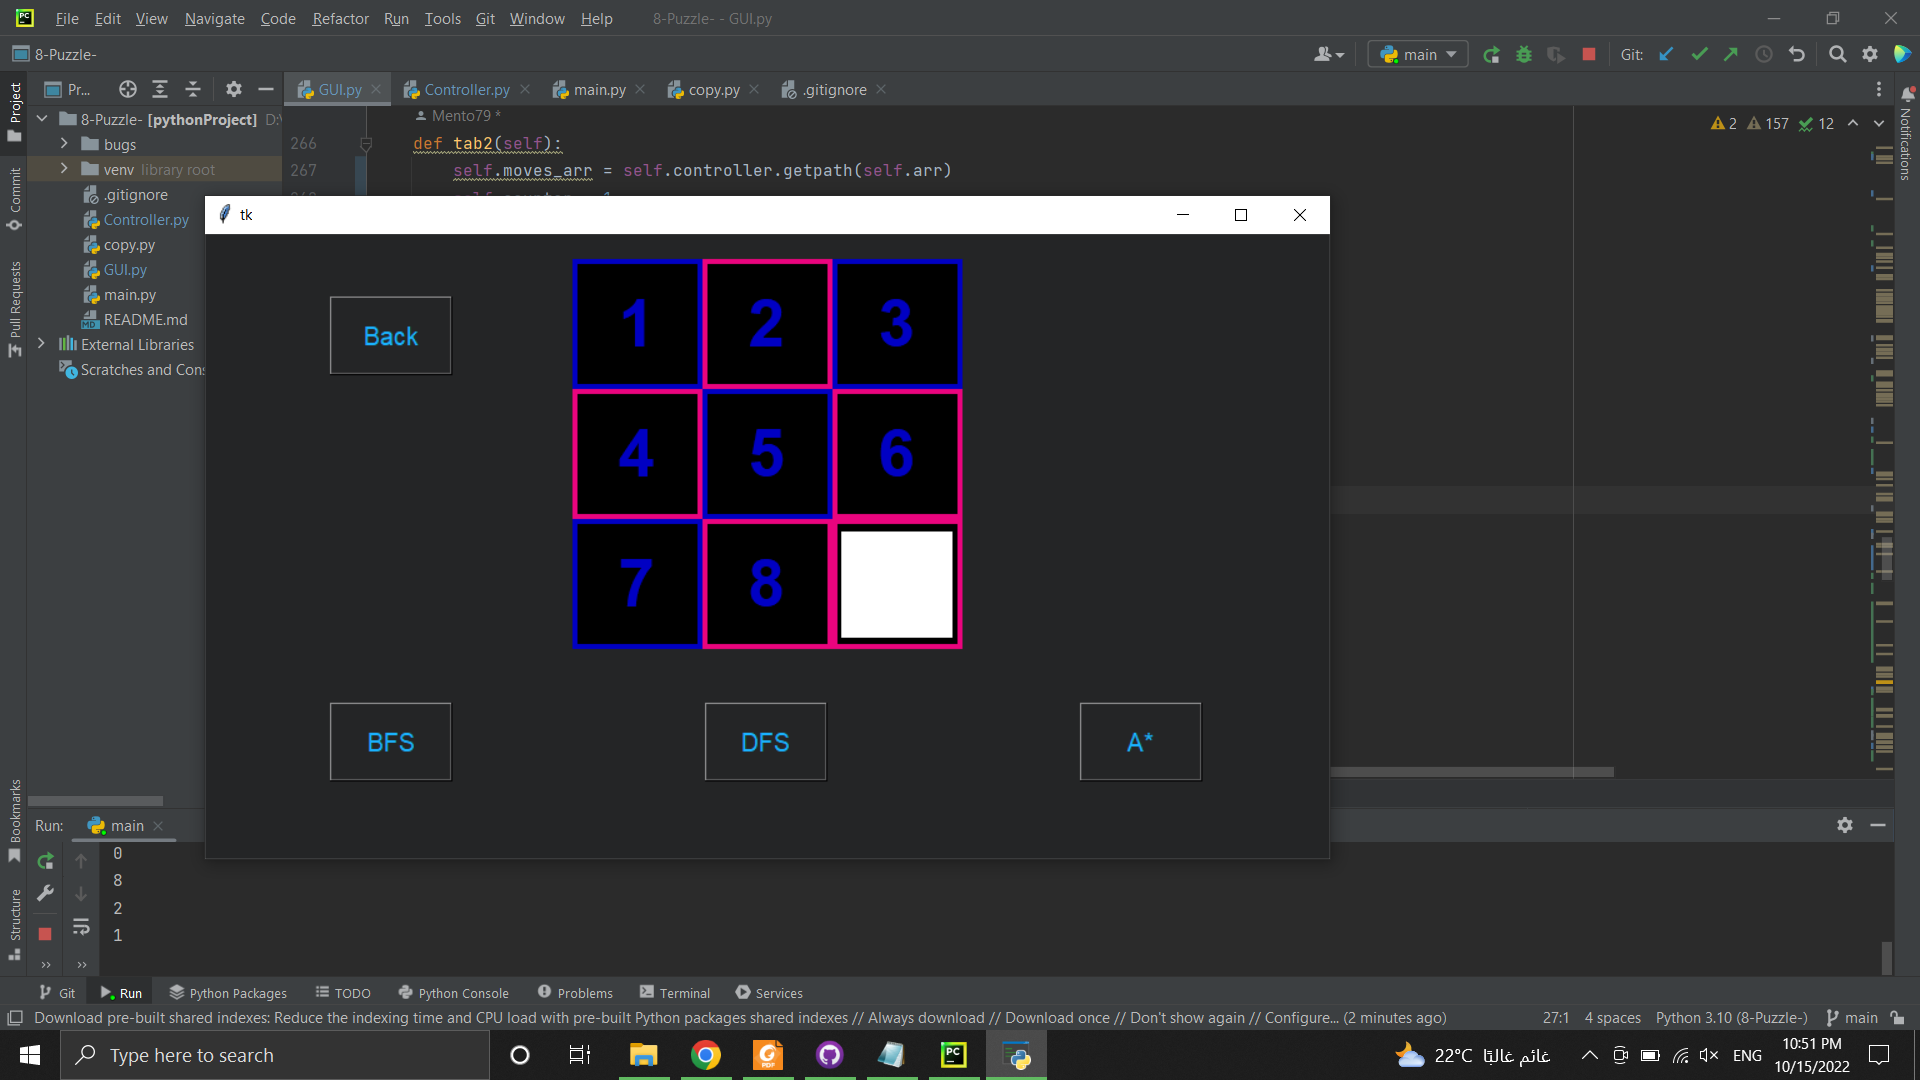 File Edit View Navigate Code Refactor Run Tools Git Window Help 8-Puzzle- - GUI.py
8-Puzzle-
main Git:
Project
Pr...
GUI.py Controller.py main.py copy.py .gitignore
8-Puzzle- [pythonProject] D:\
bugs
venv library root
.gitignore
Controller.py
copy.py
GUI.py
main.py
README.md
External Libraries
Scratches and Cons
Commit
Pull Requests
Bookmarks
Structure
Notifications
Mento79 *
2 157 12
266 def tab2(self):
267 self.moves_arr = self.controller.getpath(self.arr)
tk
Back
1 2 3
4 5 6
7 8
BFS DFS A*
Run: main
0
8
2
1
Git Run Python Packages TODO Python Console Problems Terminal Services
Download pre-built shared indexes: Reduce the indexing time and CPU load with pre-built Python packages shared indexes // Always download // Download once // Don't show again // Configure... (2 minutes ago) 27:1 4 spaces Python 3.10 (8-Puzzle-) main
Type here to search
22°C غائم غالبًا ENG
10:51 PM
10/15/2022